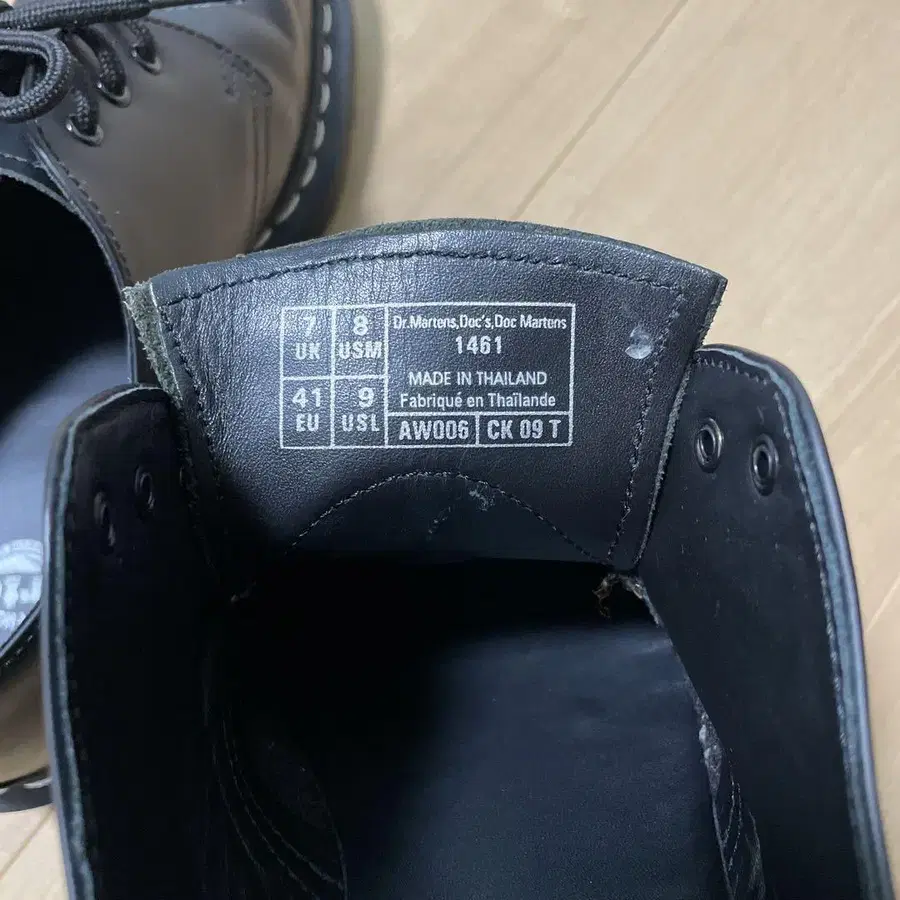 7
UK
8
USM
41
EU
9
USL
Dr.Martens,Doc's,Doc Martens
1461
MADE IN THAILAND
Fabriqué en Thaïlande
AW006
CK 09 T